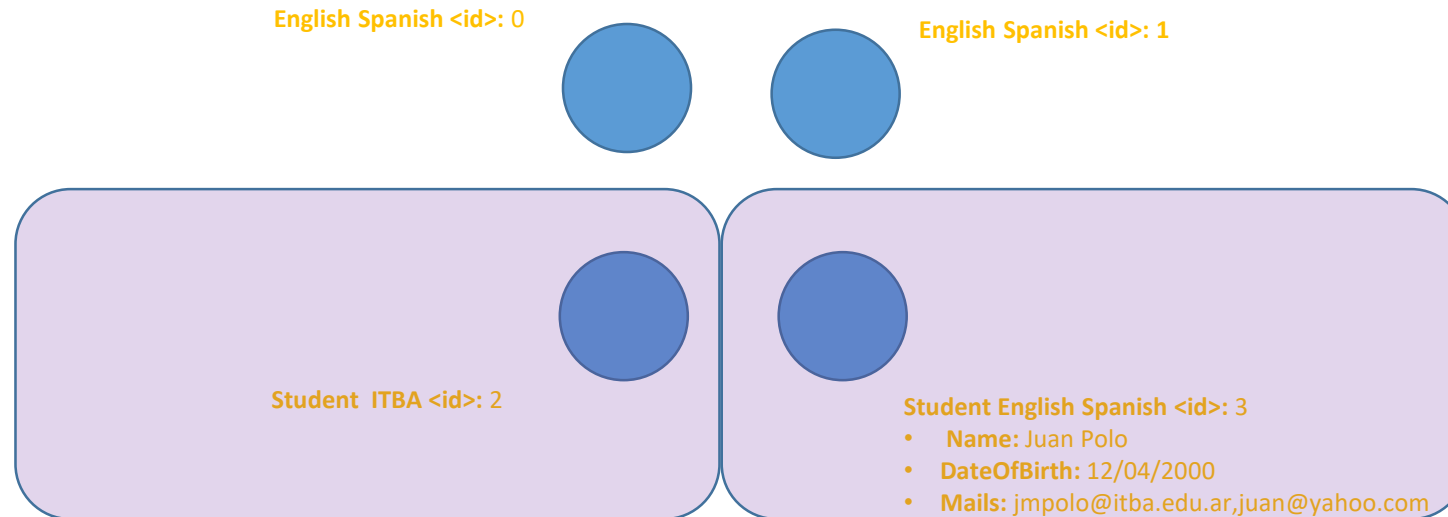 English Spanish <id>: 0
English Spanish <id>: 1
Student ITBA <id>: 2
Student English Spanish <id>: 3
• Name: Juan Polo
• DateOfBirth: 12/04/2000
• Mails: jmpolo@itba.edu.ar,juan@yahoo.com